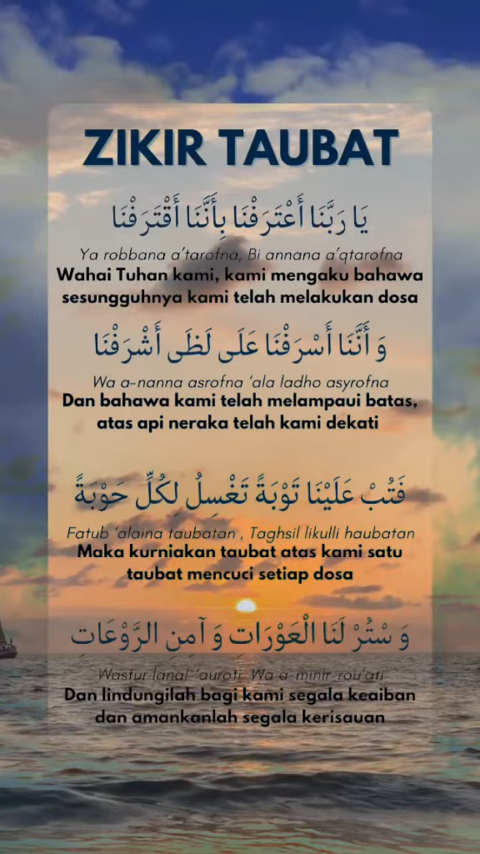 ZIKIR TAUBAT
يَا رَبَّنَا أَعْتَرَفْنَا بِأَنَّنَا أَقْتَرَفْنَا
Ya robbana a'tarofna, Bi annana a'qtarofna
Wahai Tuhan kami, kami mengaku bahawa
sesungguhnya kami telah melakukan dosa
وَ أَنَّنَا أَسْرَفْنَا عَلَى لَظَى أَشْرَفْنَا
Wa a-nanna asrofna 'ala ladho asyrofna
Dan bahawa kami telah melampaui batas,
atas api neraka telah kami dekati
فَتُبْ عَلَيْنَا تَوْبَةً تَغْسِلُ لكُلِّ حَوْبَةً
Fatub 'alaina taubatan , Taghsil likulli haubatan
Maka kurniakan taubat atas kami satu
taubat mencuci setiap dosa
وَ سْتُرْ لَنَا الْعَوْرَاتِ وَ آمِنِ الرَّوْعَات
Wastur lanal-'auroti Wa a-minir rou'ati
Dan lindungilah bagi kami segala keaiban
dan amankanlah segala kerisauan